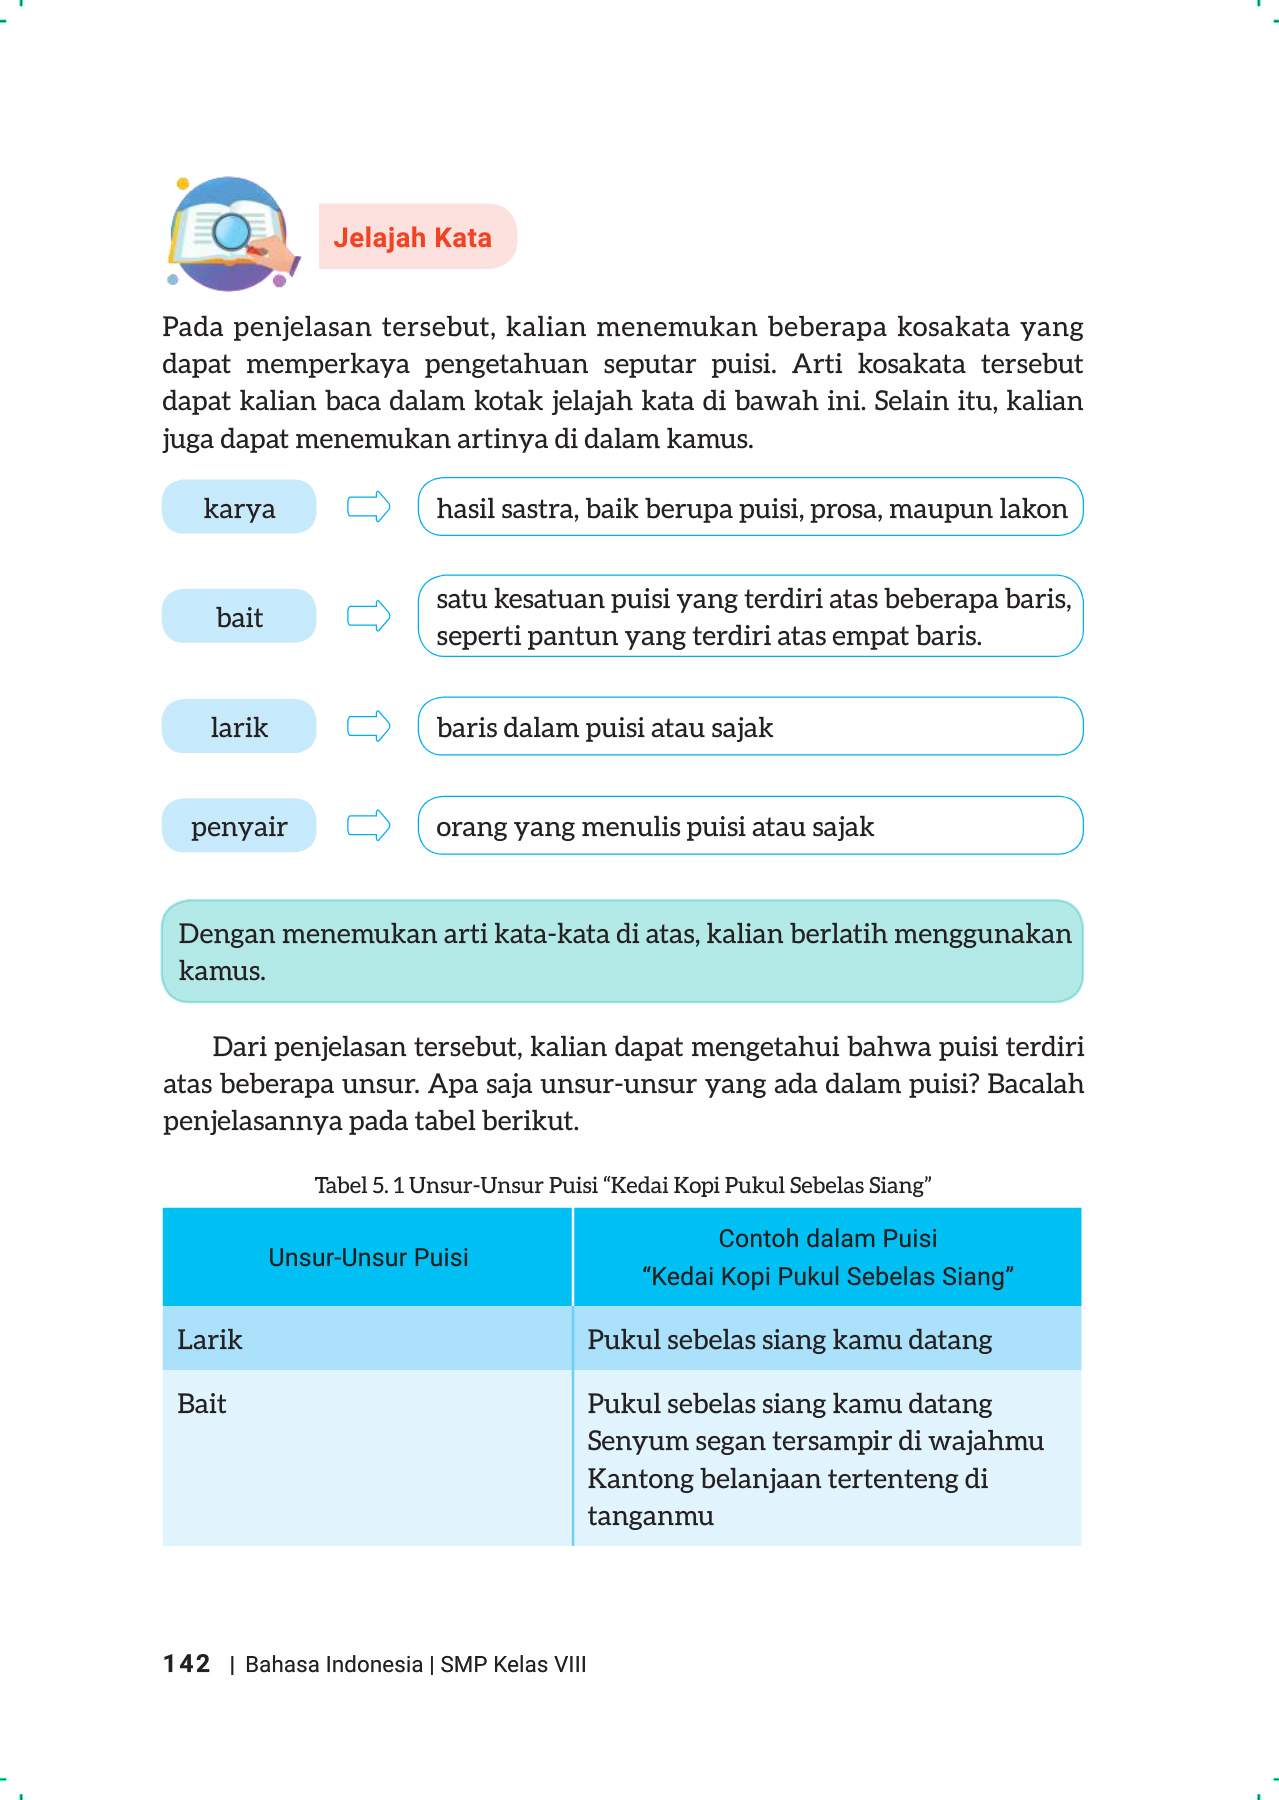 Jelajah Kata
Pada penjelasan tersebut, kalian menemukan beberapa kosakata yang
dapat memperkaya pengetahuan seputar puisi. Arti kosakata tersebut
dapat kalian baca dalam kotak jelajah kata di bawah ini. Selain itu, kalian
juga dapat menemukan artinya di dalam kamus.
karya
hasil sastra, baik berupa puisi, prosa, maupun lakon
bait
satu kesatuan puisi yang terdiri atas beberapa baris,
seperti pantun yang terdiri atas empat baris.
larik
baris dalam puisi atau sajak
penyair
orang yang menulis puisi atau sajak
Dengan menemukan arti kata-kata di atas, kalian berlatih menggunakan
kamus.
Dari penjelasan tersebut, kalian dapat mengetahui bahwa puisi terdiri
atas beberapa unsur. Apa saja unsur-unsur yang ada dalam puisi? Bacalah
penjelasannya pada tabel berikut.
Tabel 5. 1 Unsur-Unsur Puisi “Kedai Kopi Pukul Sebelas Siang”
Unsur-Unsur Puisi
Contoh dalam Puisi
“Kedai Kopi Pukul Sebelas Siang”
Larik
Pukul sebelas siang kamu datang
Bait
Pukul sebelas siang kamu datang
Senyum segan tersampir di wajahmu
Kantong belanjaan tertenteng di
tanganmu
142 | Bahasa Indonesia | SMP Kelas VIII